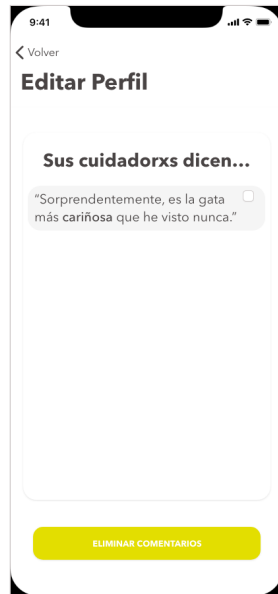 9:41
Volver
Editar Perfil
Sus cuidadorxs dicen...
“Sorprendentemente, es la gata
más cariñosa que he visto nunca.”
ELIMINAR COMENTARIOS